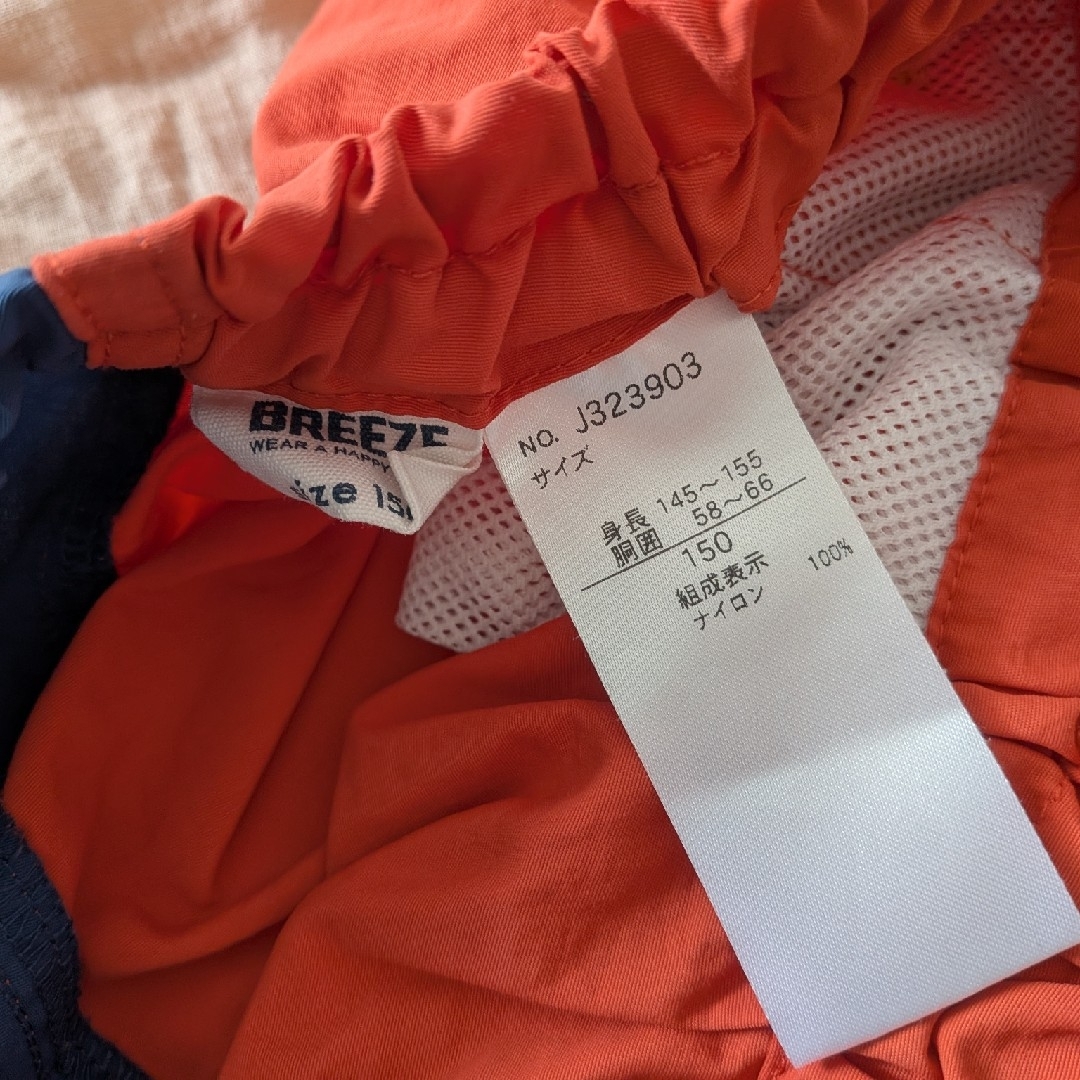 BREEZE
WEAR A HAPPY
size 150
NO. J323903
サイズ
身長 145～155
胴囲 58～66
150
組成表示
ナイロン 100%